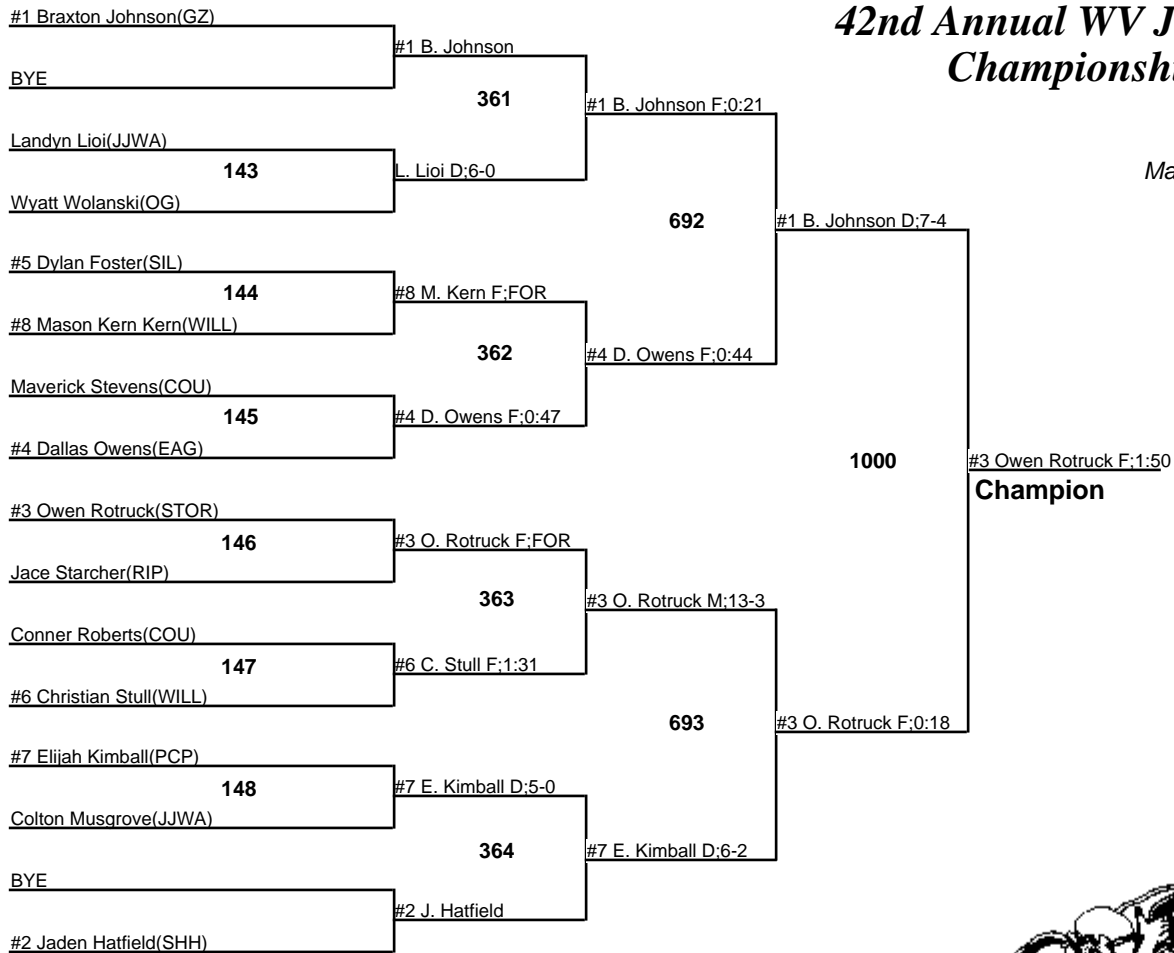 42nd Annual WV J
Championshi
Ma
#1 Braxton Johnson(GZ)
BYE
Landyn Lioi(JJWA)
143
Wyatt Wolanski(OG)
#5 Dylan Foster(SIL)
144
#8 Mason Kern Kern(WILL)
Maverick Stevens(COU)
145
#4 Dallas Owens(EAG)
#3 Owen Rotruck(STOR)
146
Jace Starcher(RIP)
Conner Roberts(COU)
147
#6 Christian Stull(WILL)
#7 Elijah Kimball(PCP)
148
Colton Musgrove(JJWA)
BYE
#2 Jaden Hatfield(SHH)
#1 B. Johnson
361
L. Lioi D;6-0
#8 M. Kern F;FOR
362
#4 D. Owens F;0:47
#3 O. Rotruck F;FOR
363
#6 C. Stull F;1:31
#7 E. Kimball D;5-0
364
#2 J. Hatfield
#1 B. Johnson F;0:21
692
#4 D. Owens F;0:44
#3 O. Rotruck M;13-3
693
#7 E. Kimball D;6-2
#1 B. Johnson D;7-4
1000
#3 O. Rotruck F;0:18
#3 Owen Rotruck F;1:50
Champion